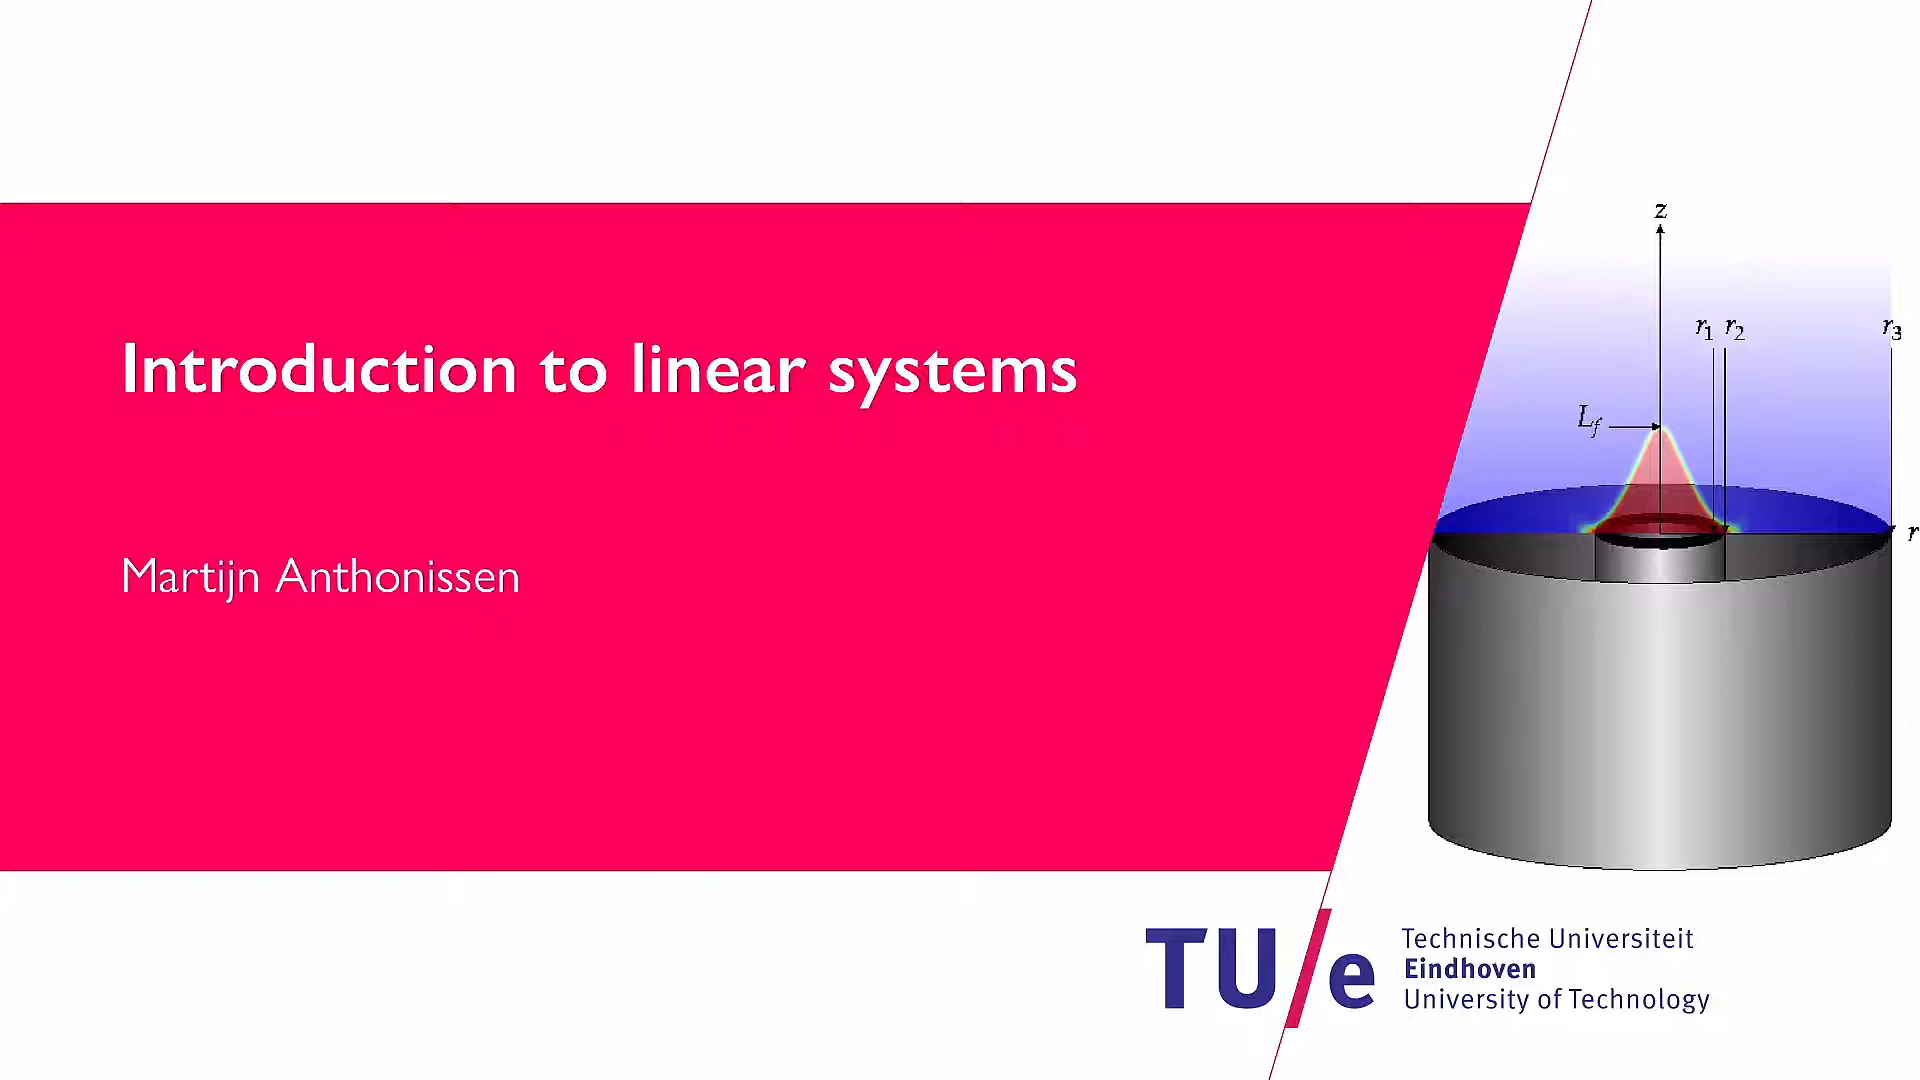 Introduction to linear systems
Martijn Anthonissen
z
r1 r2
r3
Lf
r
TU/e
Technische Universiteit
Eindhoven
University of Technology